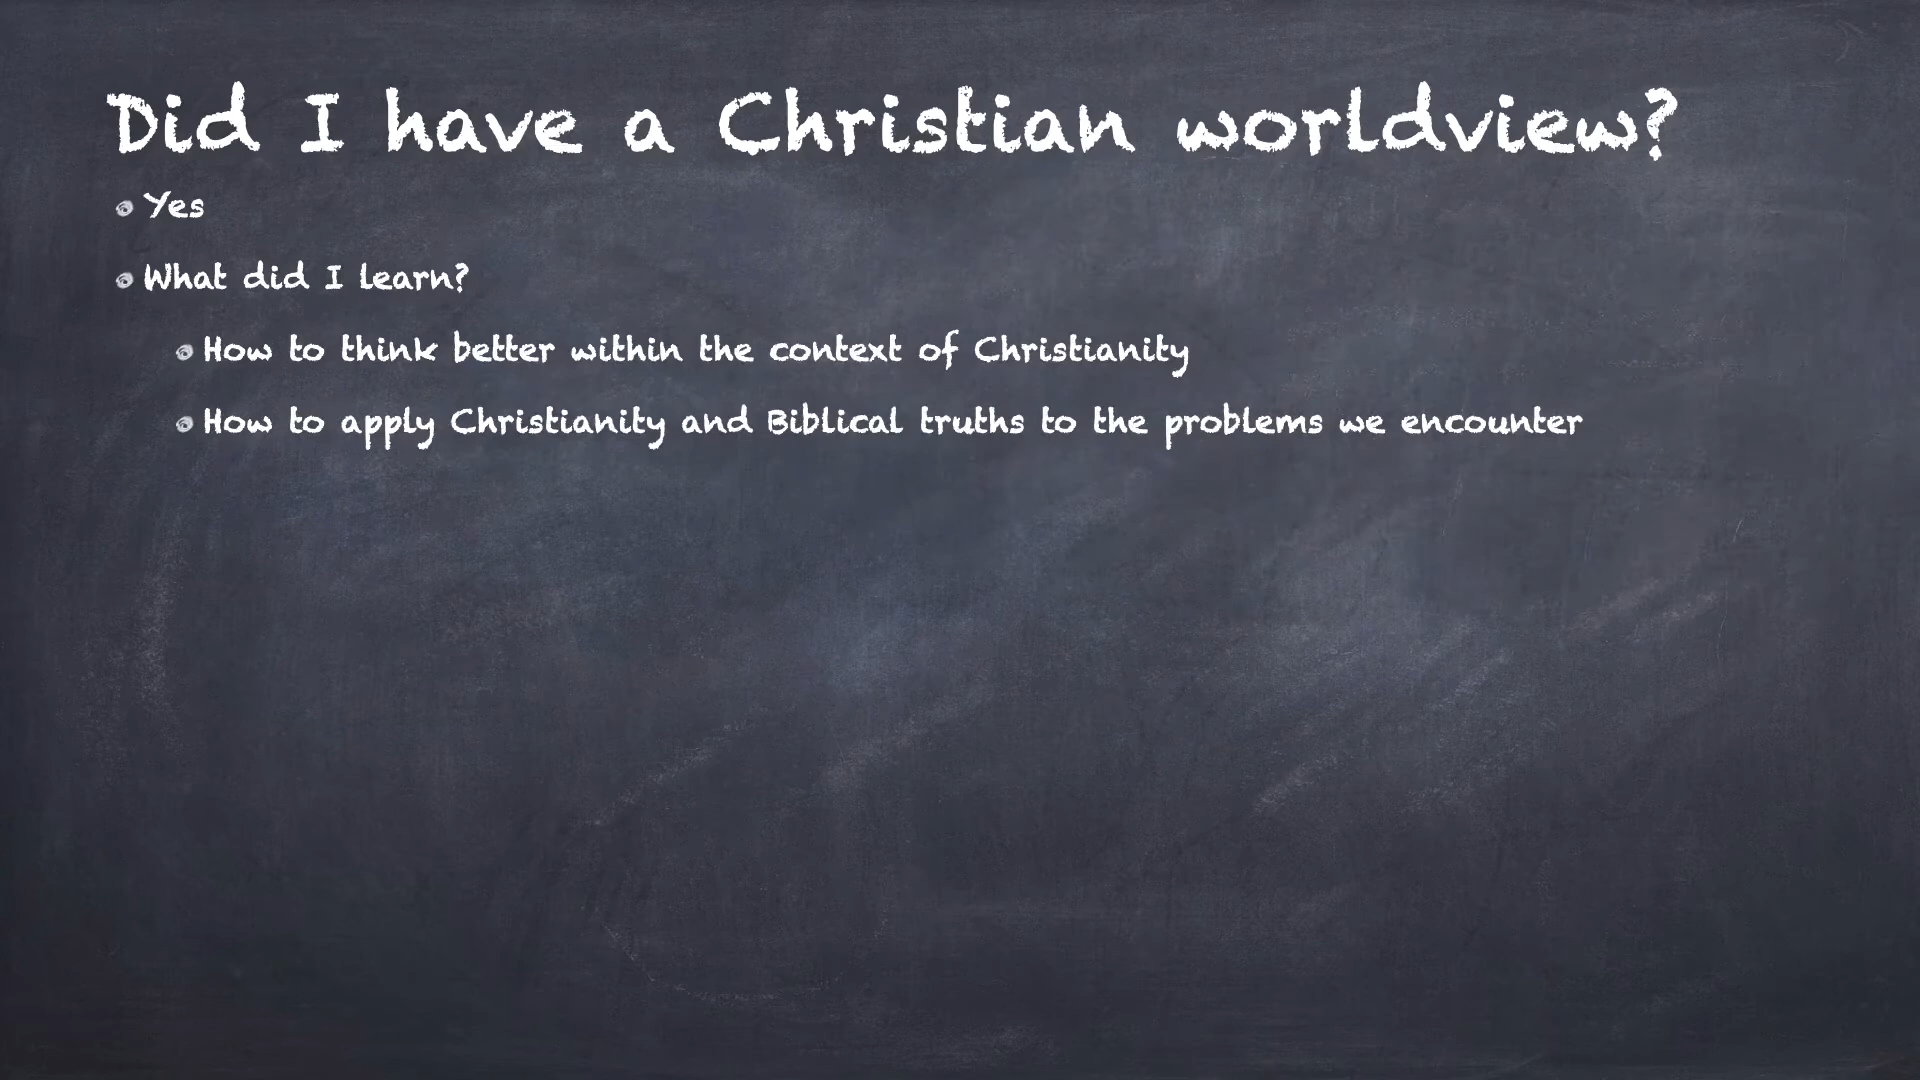 Did I have a Christian worldview?
Yes
What did I learn?
How to think better within the context of Christianity
How to apply Christianity and Biblical truths to the problems we encounter